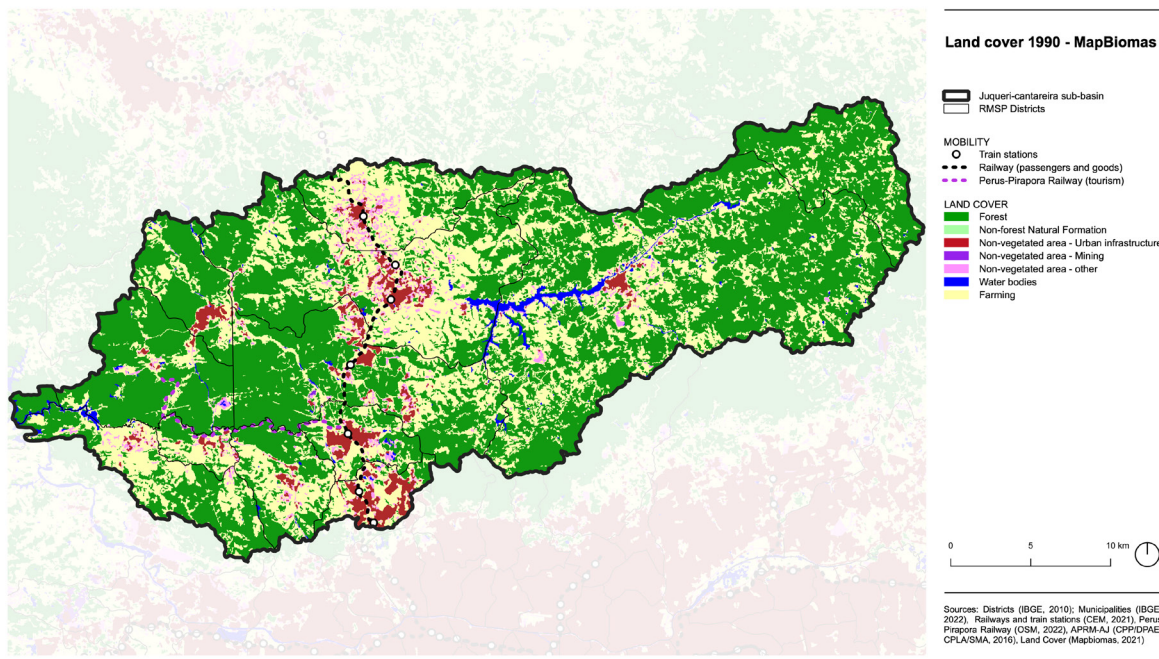 Land cover 1990 - MapBiomas
Juqueri-cantareira sub-basin
RMSP Districts
MOBILITY
Train stations
Railway (passengers and goods)
Perus-Pirapora Railway (tourism)
LAND COVER
Forest
Non-forest Natural Formation
Non-vegetated area - Urban infrastructure
Non-vegetated area - Mining
Non-vegetated area - other
Water bodies
Farming
0 5 10 km
Sources: Districts (IBGE, 2010); Municipalities (IBGE
2022), Railways and train stations (CEM, 2021), Perus
Pirapora Railway (OSM, 2022), APRM-AJ (CPP/DPAE
CPLA/SMA, 2016), Land Cover (Mapbiomas, 2021)